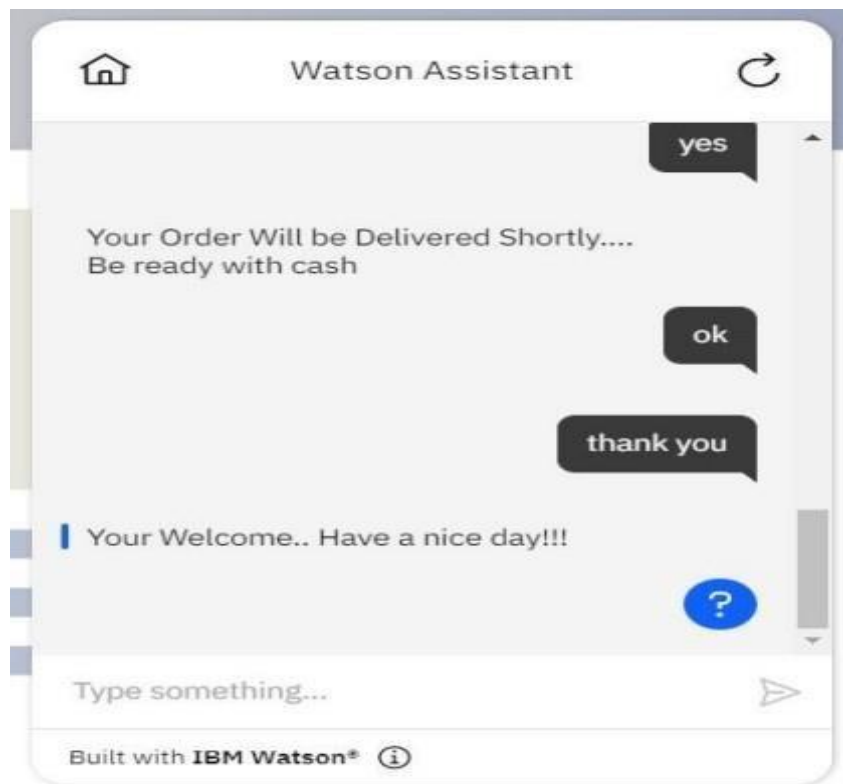 Watson Assistant
yes
Your Order Will be Delivered Shortly....
Be ready with cash
ok
thank you
Your Welcome.. Have a nice day!!!
?
Type something...
Built with IBM Watson®